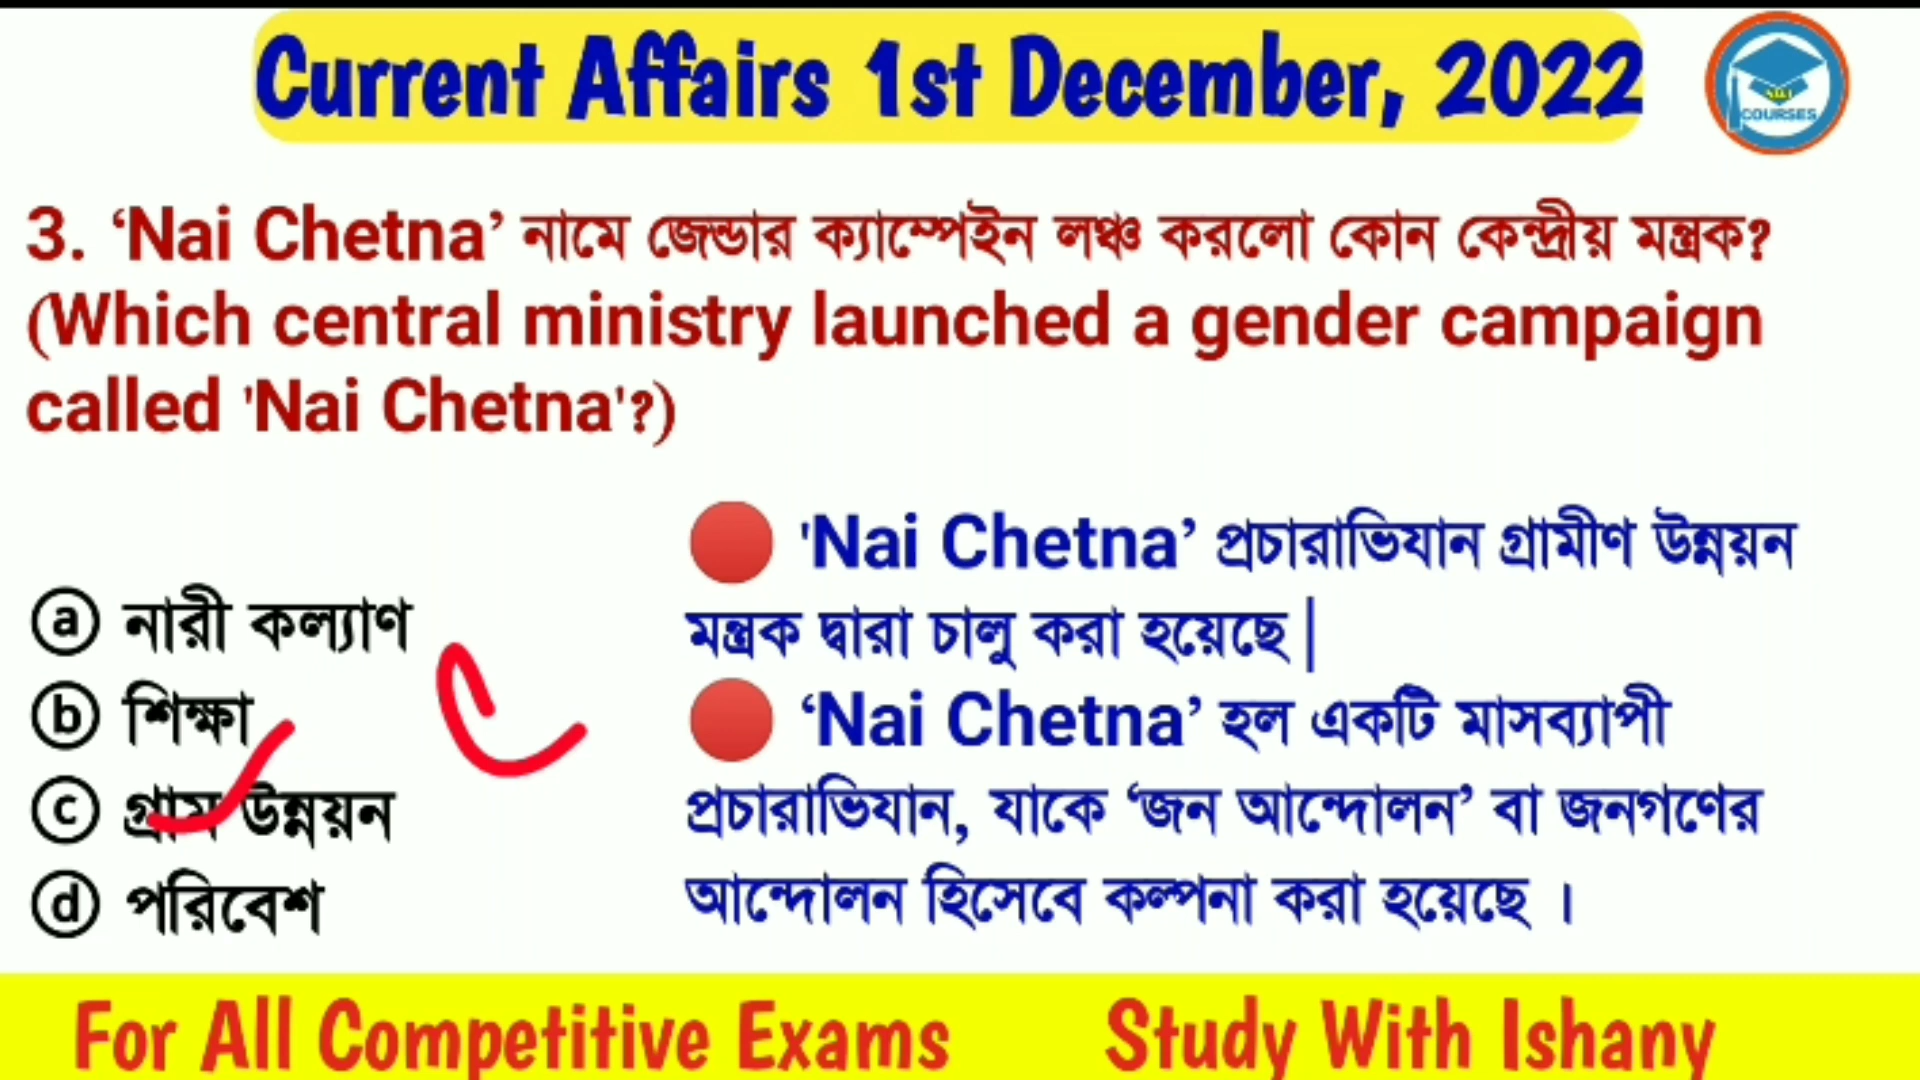 Current Affairs 1st December, 2022
COURSES
3. ‘Nai Chetna’ নামে জেন্ডার ক্যাম্পেইন লঞ্চ করলো কোন কেন্দ্রীয় মন্ত্রক?
(Which central ministry launched a gender campaign
called 'Nai Chetna'?)
ⓐ নারী কল্যাণ
ⓑ শিক্ষা
ⓒ গ্রাম উন্নয়ন
ⓓ পরিবেশ
'Nai Chetna’ প্রচারাভিযান গ্রামীণ উন্নয়ন
মন্ত্রক দ্বারা চালু করা হয়েছে|
‘Nai Chetna’ হল একটি মাসব্যাপী
প্রচারাভিযান, যাকে ‘জন আন্দোলন’ বা জনগণের
আন্দোলন হিসেবে কল্পনা করা হয়েছে ।
For All Competitive Exams
Study With Ishany